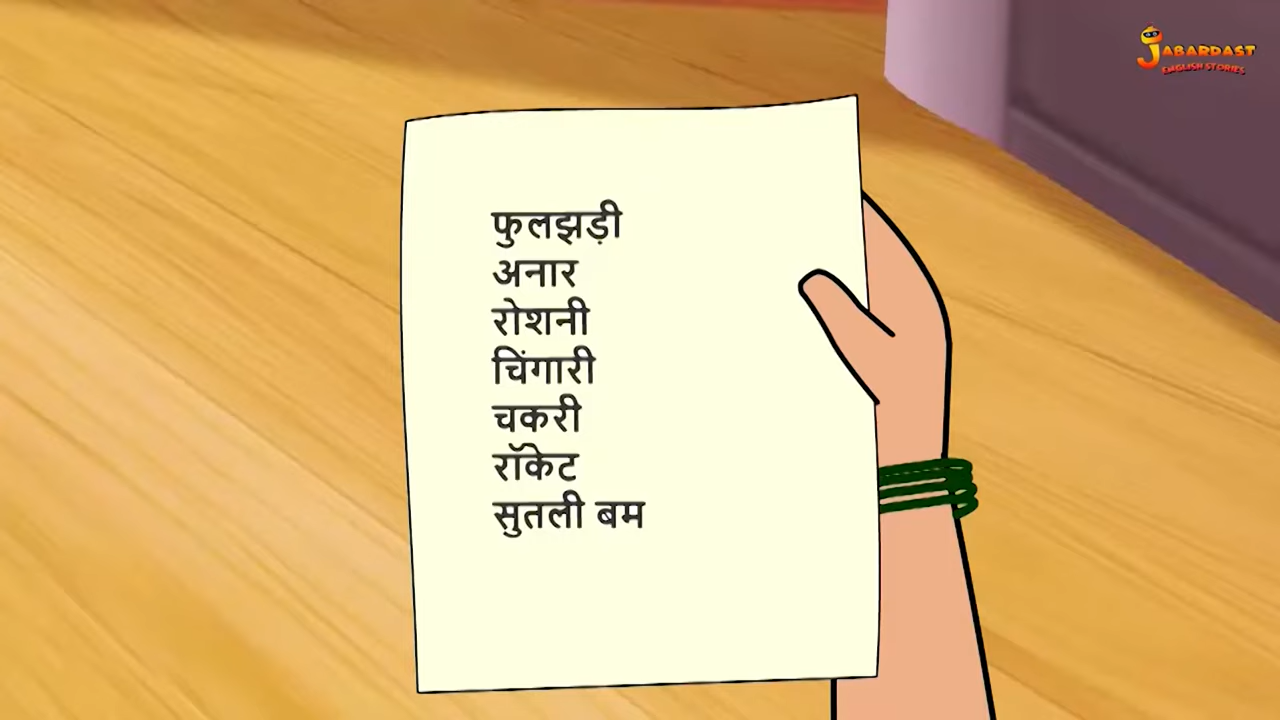 JABARDAST
ENGLISH STORIES
फुलझड़ी
अनार
रोशनी
चिंगारी
चकरी
रॉकेट
सुतली बम